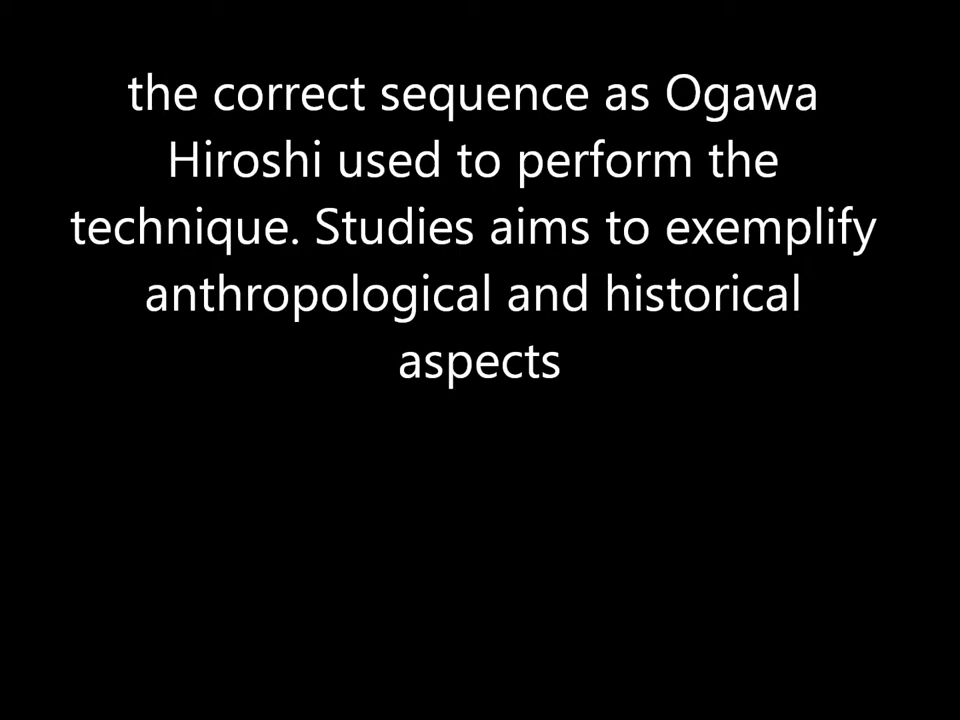 the correct sequence as Ogawa
Hiroshi used to perform the
technique. Studies aims to exemplify
anthropological and historical
aspects